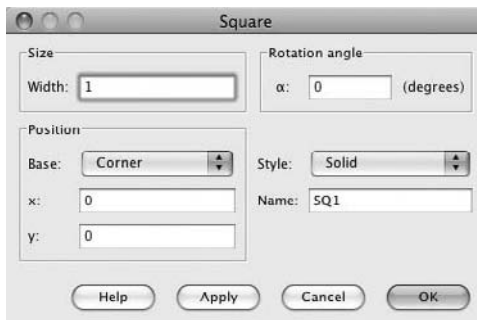 Square
Size
Width: 1
Rotation angle
α: 0 (degrees)
Position
Base: Corner
x: 0
y: 0
Style: Solid
Name: SQ1
Help Apply Cancel OK